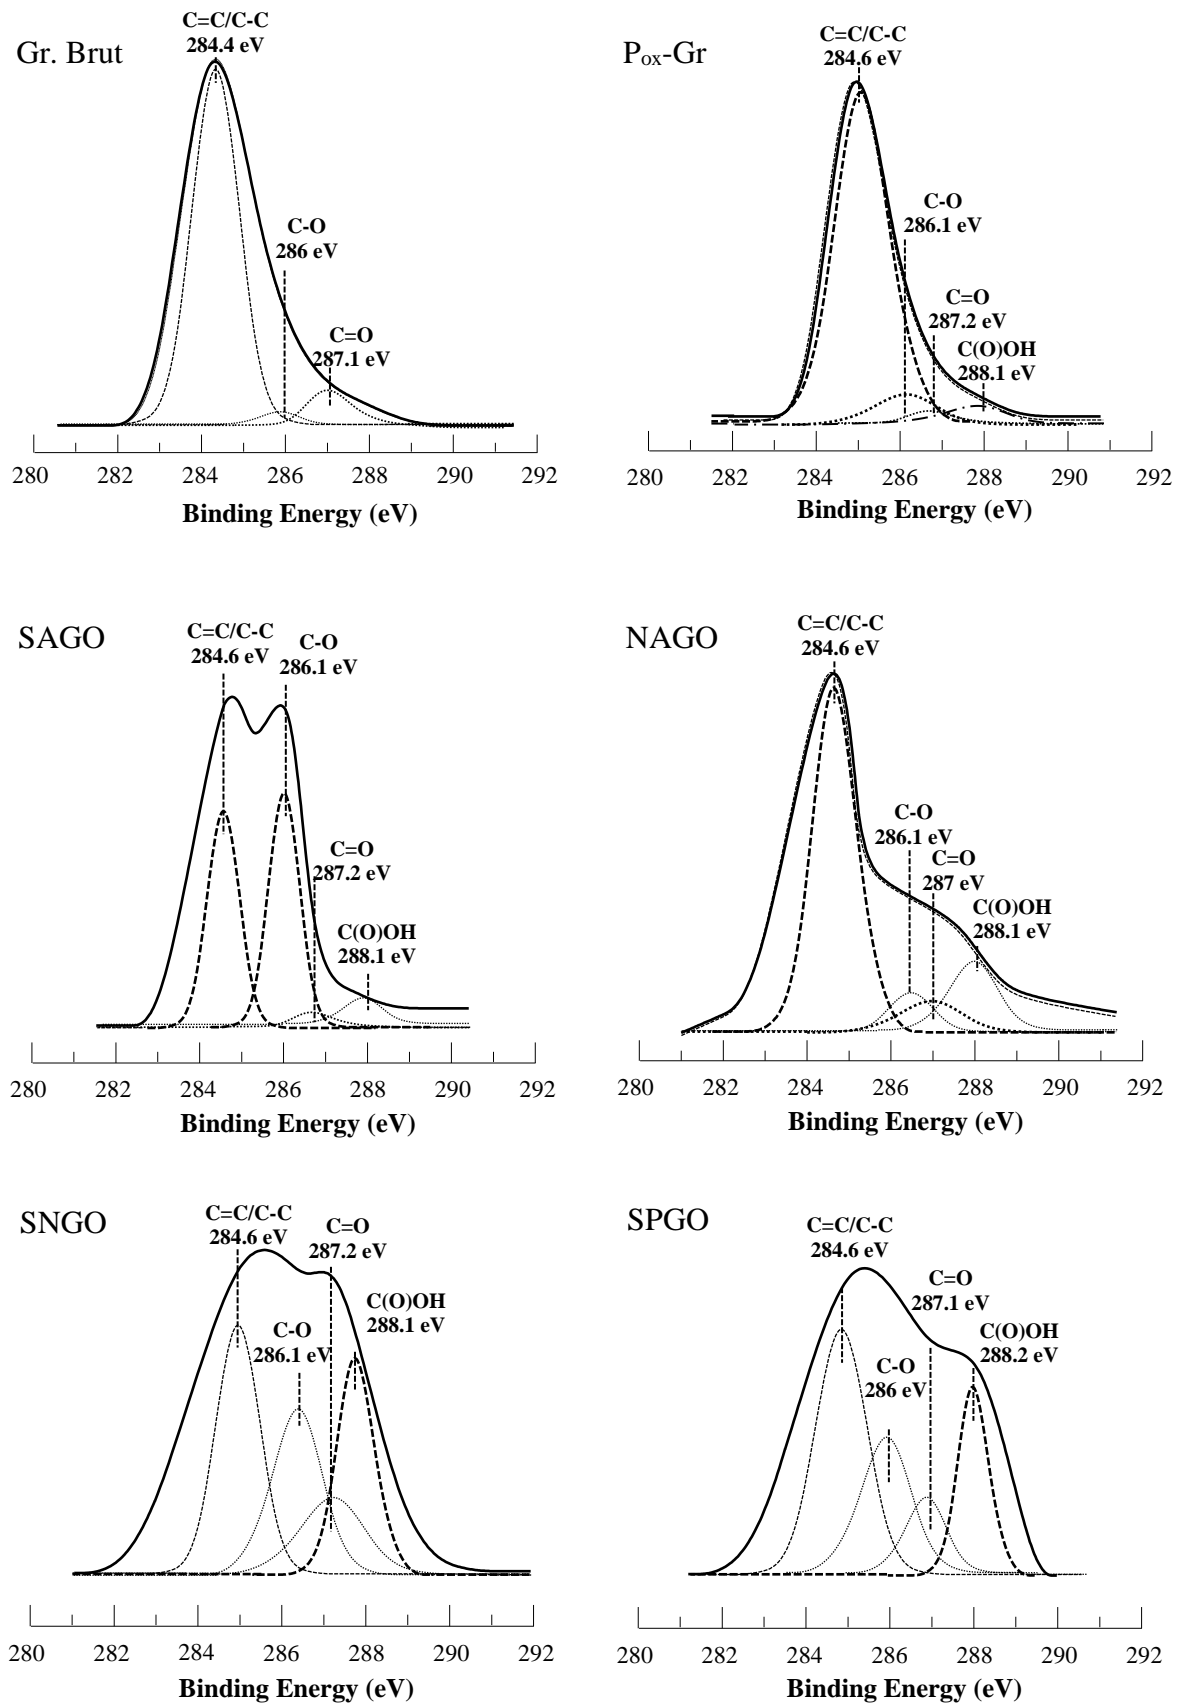 Gr. Brut
C=C/C-C
284.4 eV
C-O
286 eV
C=O
287.1 eV
280 282 284 286 288 290 292
Binding Energy (eV)
Pox-Gr
C=C/C-C
284.6 eV
C-O
286.1 eV
C=O
287.2 eV
C(O)OH
288.1 eV
280 282 284 286 288 290 292
Binding Energy (eV)
SAGO
C=C/C-C
284.6 eV
C-O
286.1 eV
C=O
287.2 eV
C(O)OH
288.1 eV
280 282 284 286 288 290 292
Binding Energy (eV)
NAGO
C=C/C-C
284.6 eV
C-O
286.1 eV
C=O
287 eV
C(O)OH
288.1 eV
280 282 284 286 288 290 292
Binding Energy (eV)
SNGO
C=C/C-C
284.6 eV
C=O
287.2 eV
C(O)OH
288.1 eV
C-O
286.1 eV
280 282 284 286 288 290 292
Binding Energy (eV)
SPGO
C=C/C-C
284.6 eV
C=O
287.1 eV
C(O)OH
288.2 eV
C-O
286 eV
280 282 284 286 288 290 292
Binding Energy (eV)